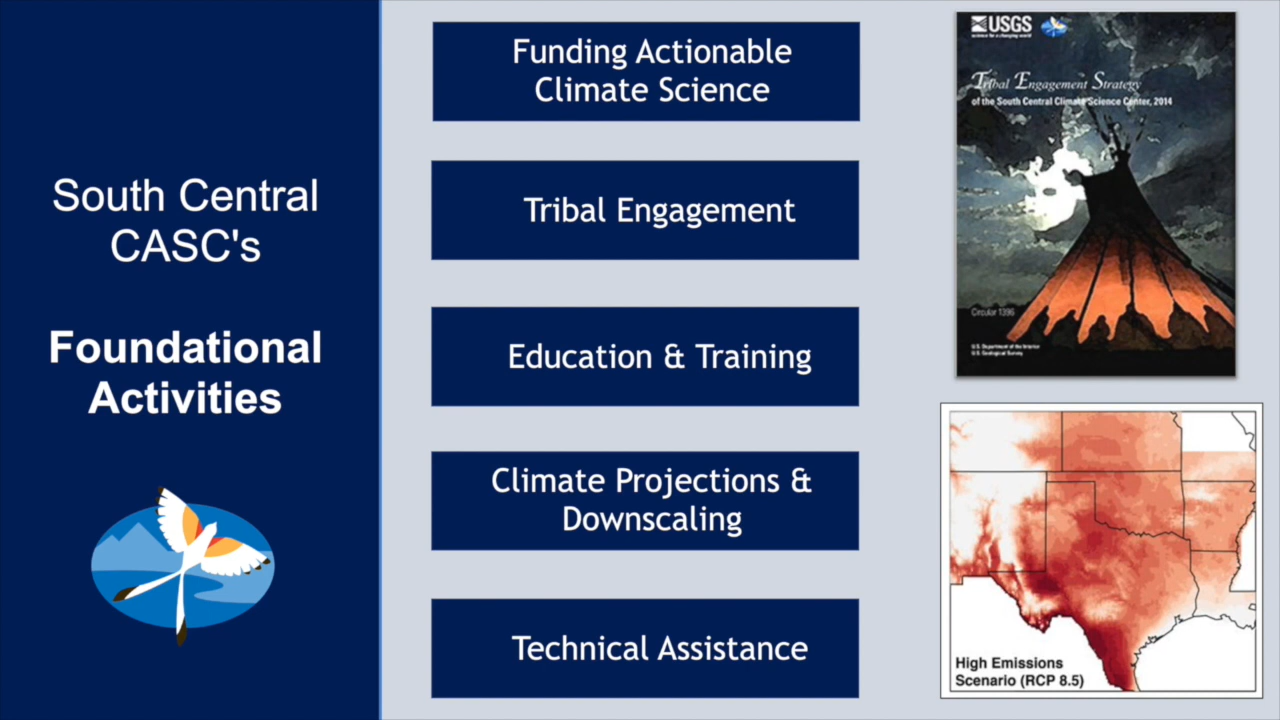 South Central
CASC's
Foundational
Activities
Funding Actionable
Climate Science
Tribal Engagement
Education & Training
Climate Projections &
Downscaling
Technical Assistance
USGS
science for a changing world
Tribal Engagement Strategy
of the South Central Climate Science Center, 2014
Circular 1396
U.S. Department of the Interior
U.S. Geological Survey
High Emissions
Scenario (RCP 8.5)